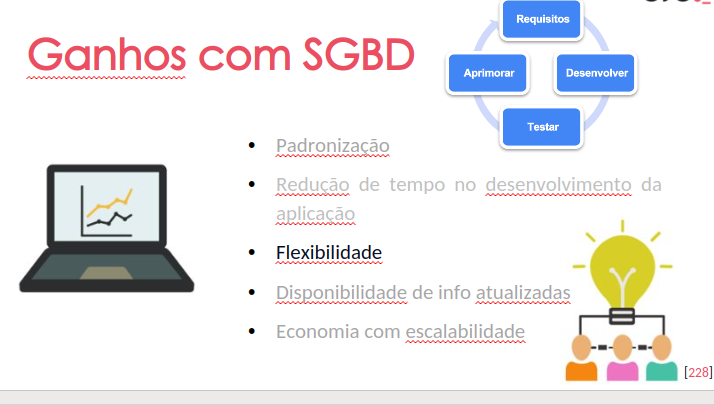 Requisitos
Ganhos com SGBD
Aprimorar
Desenvolver
Testar
• Padronização
• Redução de tempo no desenvolvimento da
aplicação
• Flexibilidade
• Disponibilidade de info atualizadas
• Economia com escalabilidade
[228]